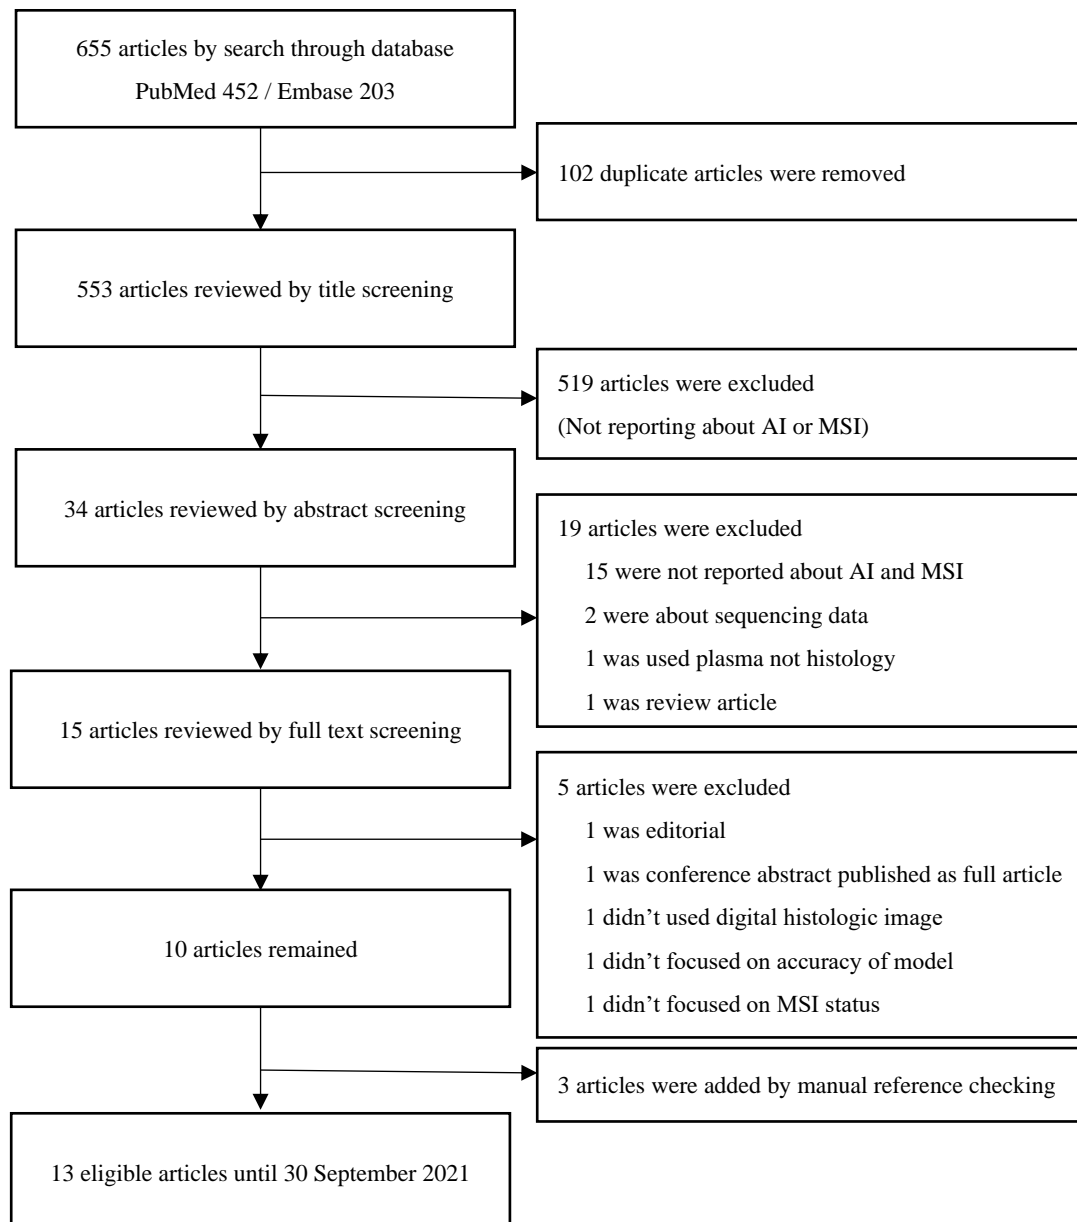 655 articles by search through database
PubMed 452 / Embase 203
102 duplicate articles were removed
553 articles reviewed by title screening
519 articles were excluded
(Not reporting about AI or MSI)
34 articles reviewed by abstract screening
19 articles were excluded
15 were not reported about AI and MSI
2 were about sequencing data
1 was used plasma not histology
1 was review article
15 articles reviewed by full text screening
5 articles were excluded
1 was editorial
1 was conference abstract published as full article
1 didn’t used digital histologic image
1 didn’t focused on accuracy of model
1 didn’t focused on MSI status
10 articles remained
3 articles were added by manual reference checking
13 eligible articles until 30 September 2021